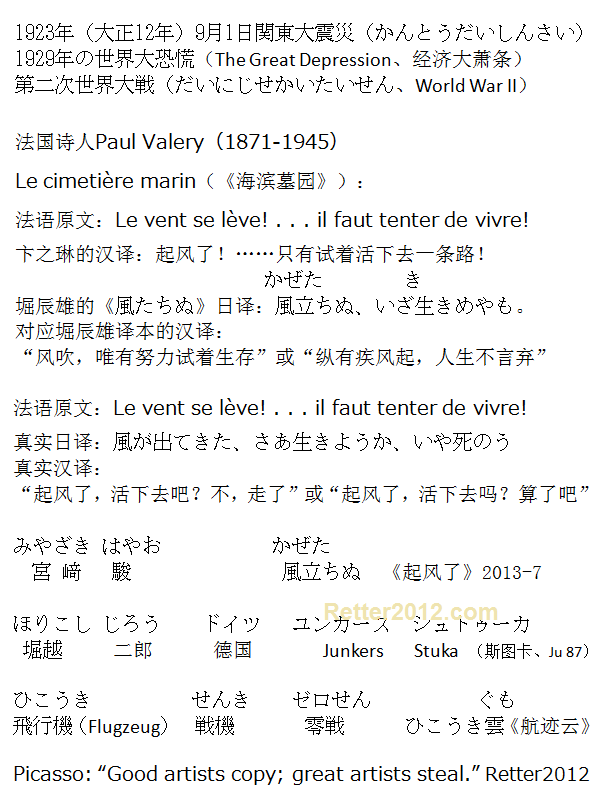 1923年（大正12年）9月1日関東大震災（かんとうだいしんさい）
1929年の世界大恐慌（The Great Depression、经济大萧条）
第二次世界大戦（だいにじせかいたいせん、World War II）
法国诗人Paul Valery（1871-1945）
Le cimetière marin（《海滨墓园》）:
法语原文: Le vent se lève! . . . il faut tenter de vivre!
卞之琳的汉译: 起风了！……只有试着活下去一条路！
かぜた き
堀辰雄的《風たちぬ》日译: 風立ちぬ、いざ生きめやも。
对应堀辰雄译本的汉译:
“风吹，唯有努力试着生存”或“纵有疾风起，人生不言弃”
法语原文: Le vent se lève! . . . il faut tenter de vivre!
真实日译: 風が出てきた、さあ生きようか、いや死のう
真实汉译:
“起风了，活下去吧？不，走了”或“起风了，活下去吗？算了吧”
みやざき はやお かぜた
宮﨑 駿 風立ちぬ 《起风了》2013-7
Retter2012.com
ほりこし じろう ドイツ ユンカース シュトゥーカ
堀越 二郎 德国 Junkers Stuka （斯图卡、Ju 87）
ひこうき せんき ゼロせん ぐも
飛行機（Flugzeug） 戦機 零戦 ひこうき雲《航迹云》
Picasso: “Good artists copy; great artists steal.” Retter2012